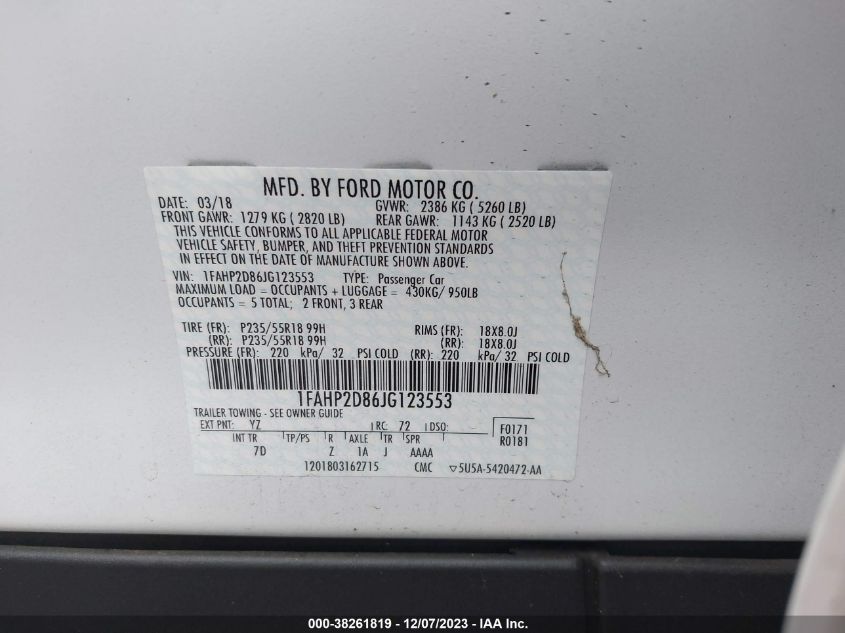 MFD. BY FORD MOTOR CO.
DATE: 03/18 GVWR: 2386 KG ( 5260 LB)
FRONT GAWR: 1279 KG ( 2820 LB) REAR GAWR: 1143 KG ( 2520 LB)
THIS VEHICLE CONFORMS TO ALL APPLICABLE FEDERAL MOTOR
VEHICLE SAFETY, BUMPER, AND THEFT PREVENTION STANDARDS
IN EFFECT ON THE DATE OF MANUFACTURE SHOWN ABOVE.
VIN: 1FAHP2D86JG123553 TYPE: Passenger Car
MAXIMUM LOAD = OCCUPANTS + LUGGAGE = 430KG/ 950LB
OCCUPANTS = 5 TOTAL; 2 FRONT, 3 REAR
TIRE (FR): P235/55R18 99H RIMS (FR): 18X8.0J
(RR): P235/55R18 99H (RR): 18X8.0J
PRESSURE (FR): 220 kPa/ 32 PSI COLD (RR): 220 kPa/ 32 PSI COLD
1FAHP2D86JG123553
TRAILER TOWING - SEE OWNER GUIDE
EXT PNT: YZ RC: 72 DSO: F0171
R0181
INT TR TP/PS R AXLE TR SPR
7D Z 1A J AAAA
1201803162715 CMC ▽5U5A-5420472-AA
000-38261819 - 12/07/2023 - IAA Inc.